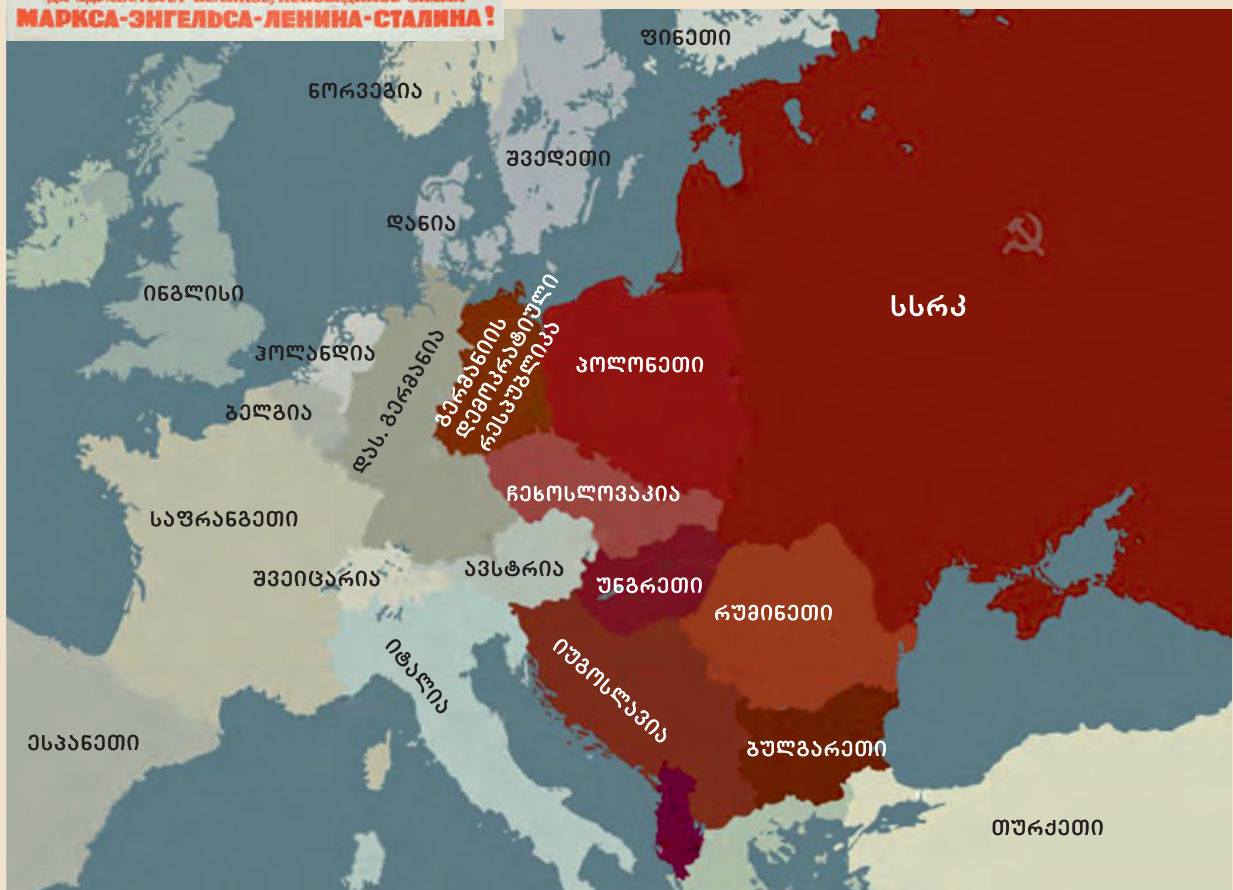 МАРКСА-ЭНГЕЛЬСА-ЛЕНИНА-СТАЛИНА!
ფინეთი
ნორვეგია
შვედეთი
დანია
ინგლისი
სსრკ
ჰოლანდია
ბელგია
დას. გერმანია
გერმანიის
დემოკრატიული
რესპუბლიკა
პოლონეთი
ჩეხოსლოვაკია
საფრანგეთი
შვეიცარია
ავსტრია
უნგრეთი
რუმინეთი
იტალია
იუგოსლავია
ესპანეთი
ბულგარეთი
თურქეთი